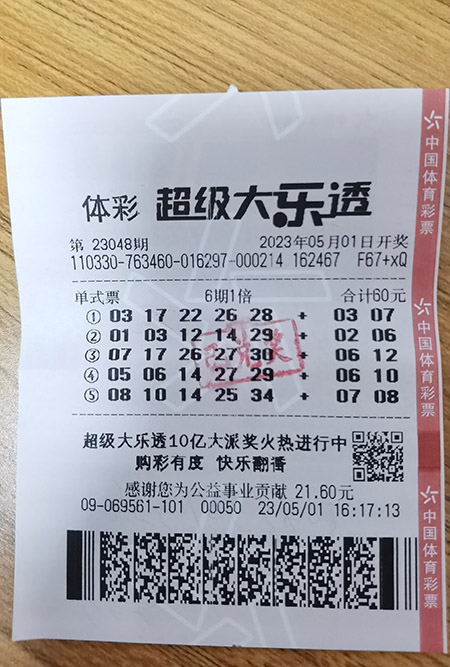 体彩 超级大乐透
第 23048期 2023年05月01日开奖
110330-763460-016297-000214 162467 F67+xQ
单式票 6期1倍 合计60元
① 03 17 22 26 28 + 03 07
② 01 03 12 14 29 + 02 06
③ 07 17 26 27 30 + 06 12
④ 05 06 14 27 29 + 06 10
⑤ 08 10 14 25 34 + 07 08
已兑奖
超级大乐透10亿大派奖火热进行中
购彩有度 快乐翻番
感谢您为公益事业贡献 21.60元
09-069561-101 00050 23/05/01 16:17:13
中国体育彩票
中国体育彩票
中国体育彩票